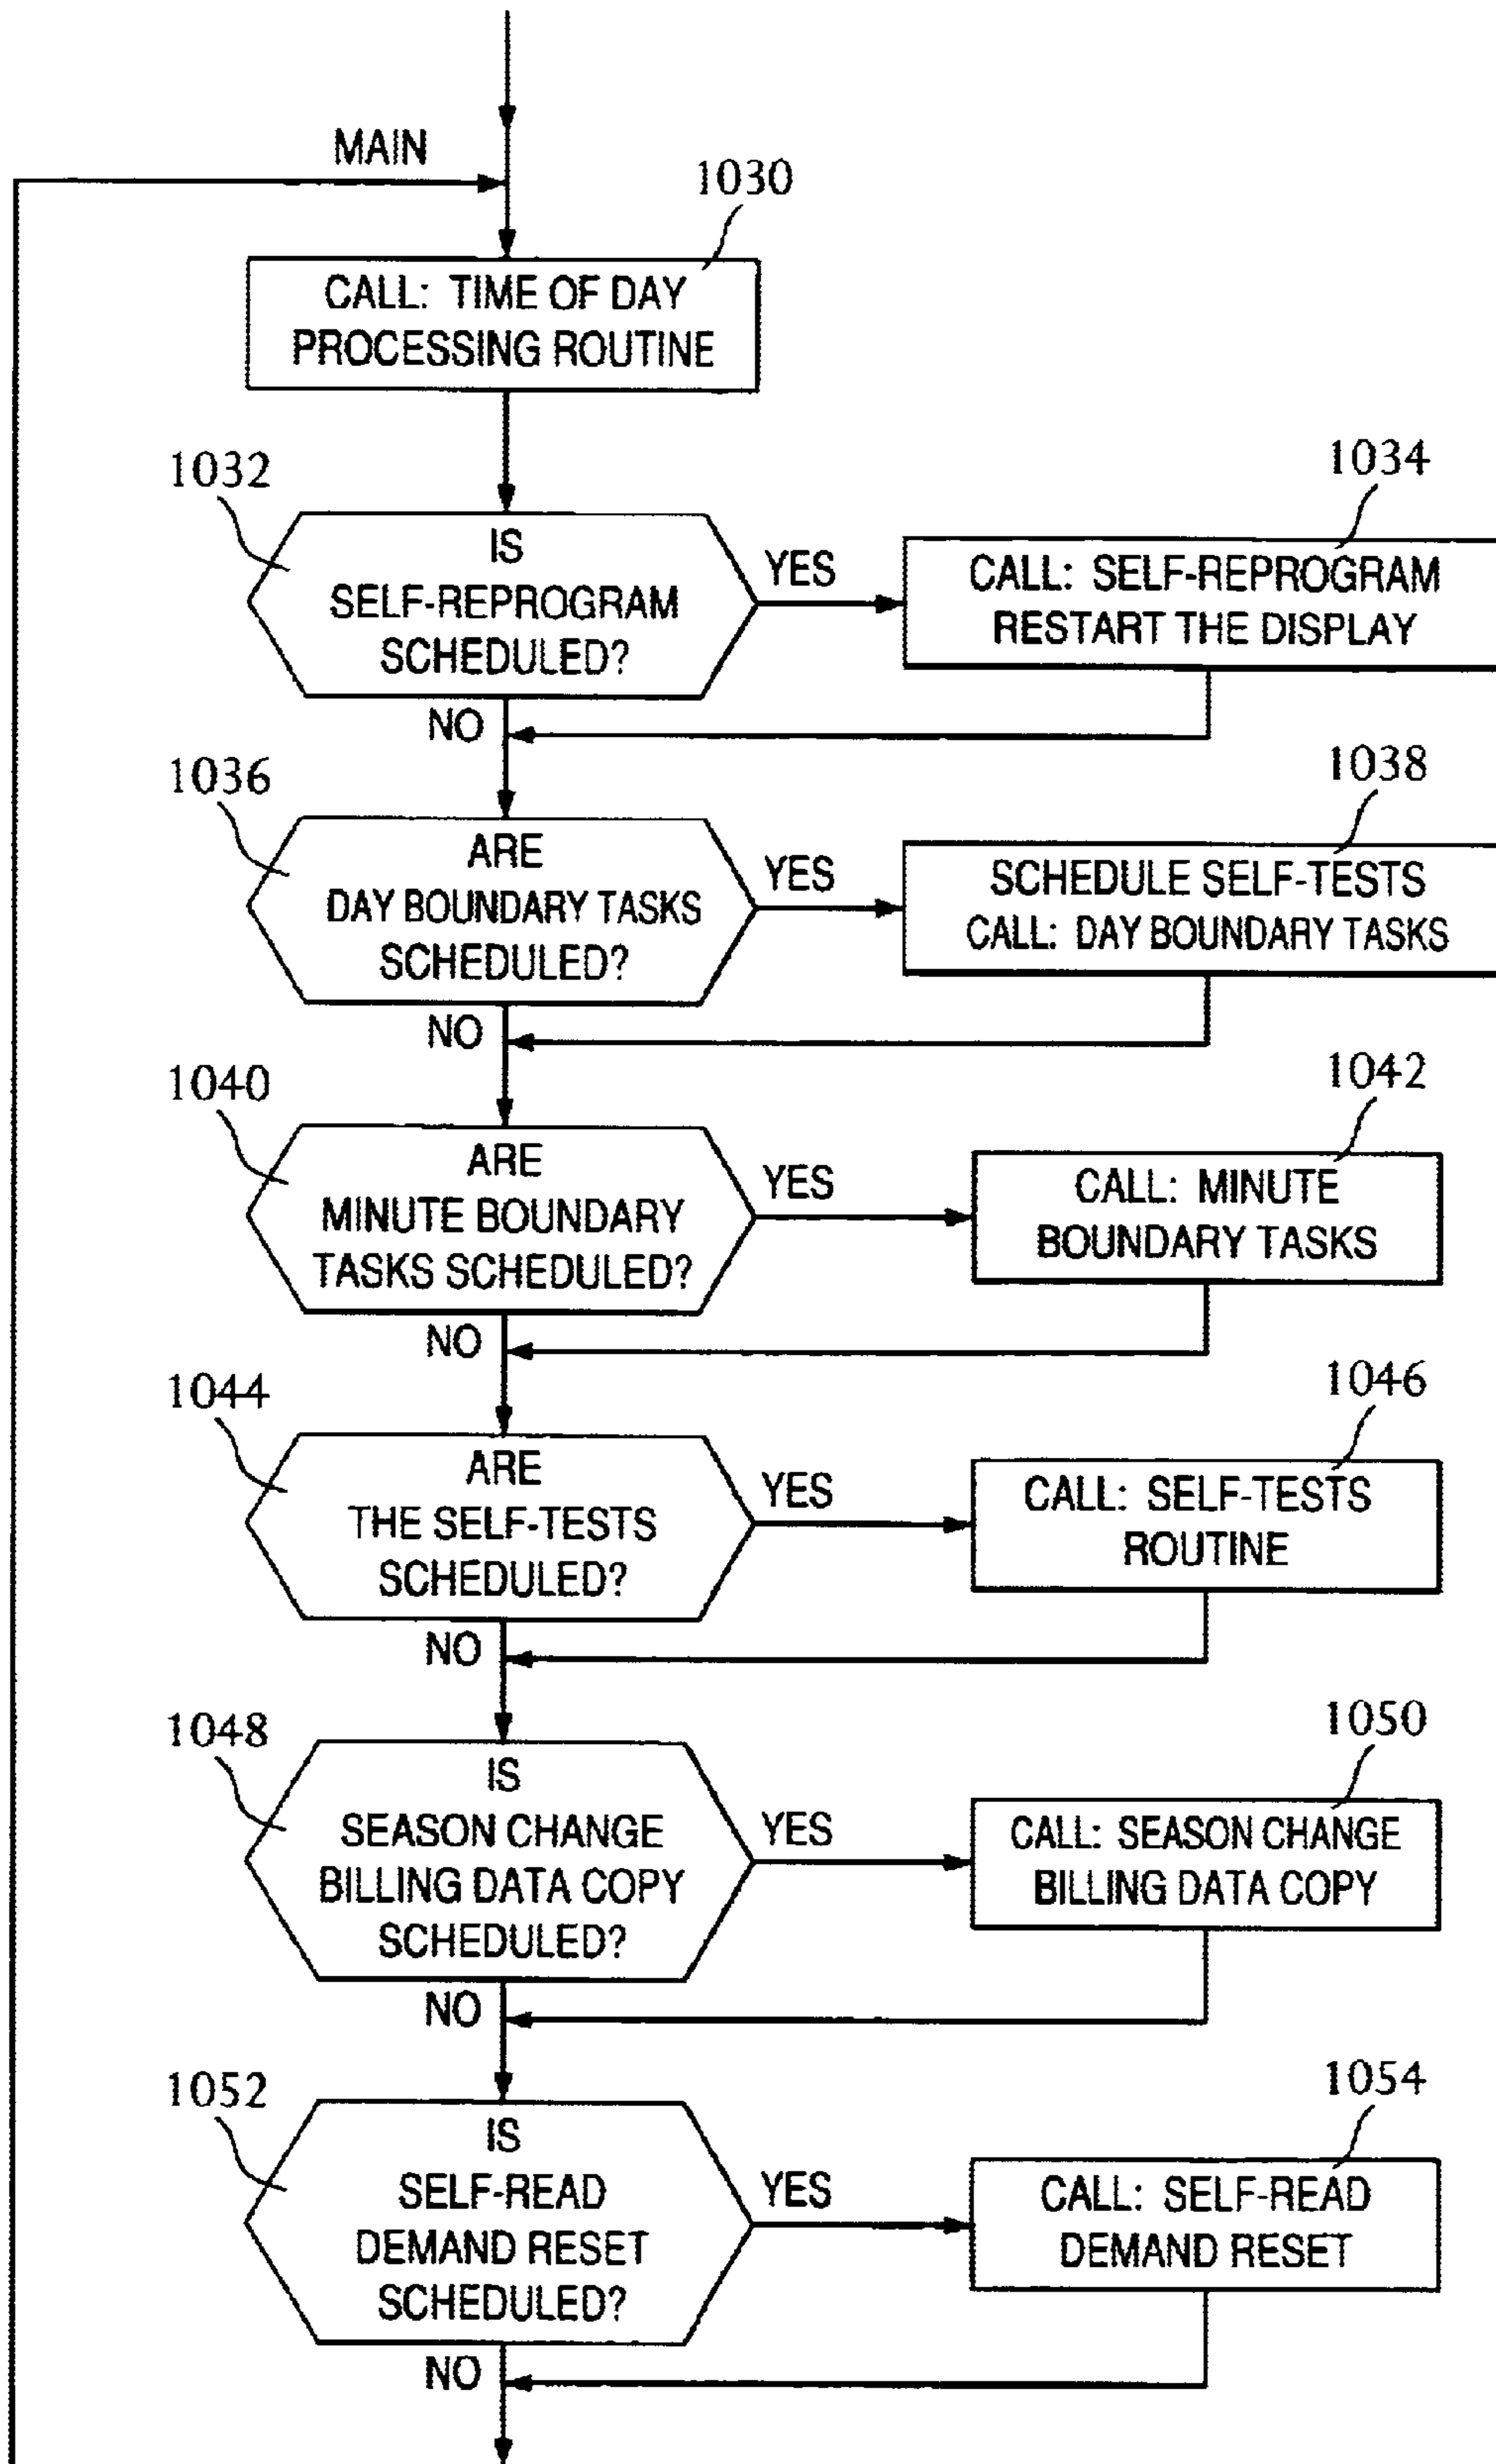 MAIN
1030
CALL: TIME OF DAY
PROCESSING ROUTINE
1032
IS
SELF-REPROGRAM
SCHEDULED?
YES
NO
1034
CALL: SELF-REPROGRAM
RESTART THE DISPLAY
1036
ARE
DAY BOUNDARY TASKS
SCHEDULED?
YES
NO
1038
SCHEDULE SELF-TESTS
CALL: DAY BOUNDARY TASKS
1040
ARE
MINUTE BOUNDARY
TASKS SCHEDULED?
YES
NO
1042
CALL: MINUTE
BOUNDARY TASKS
1044
ARE
THE SELF-TESTS
SCHEDULED?
YES
NO
1046
CALL: SELF-TESTS
ROUTINE
1048
IS
SEASON CHANGE
BILLING DATA COPY
SCHEDULED?
YES
NO
1050
CALL: SEASON CHANGE
BILLING DATA COPY
1052
IS
SELF-READ
DEMAND RESET
SCHEDULED?
YES
NO
1054
CALL: SELF-READ
DEMAND RESET